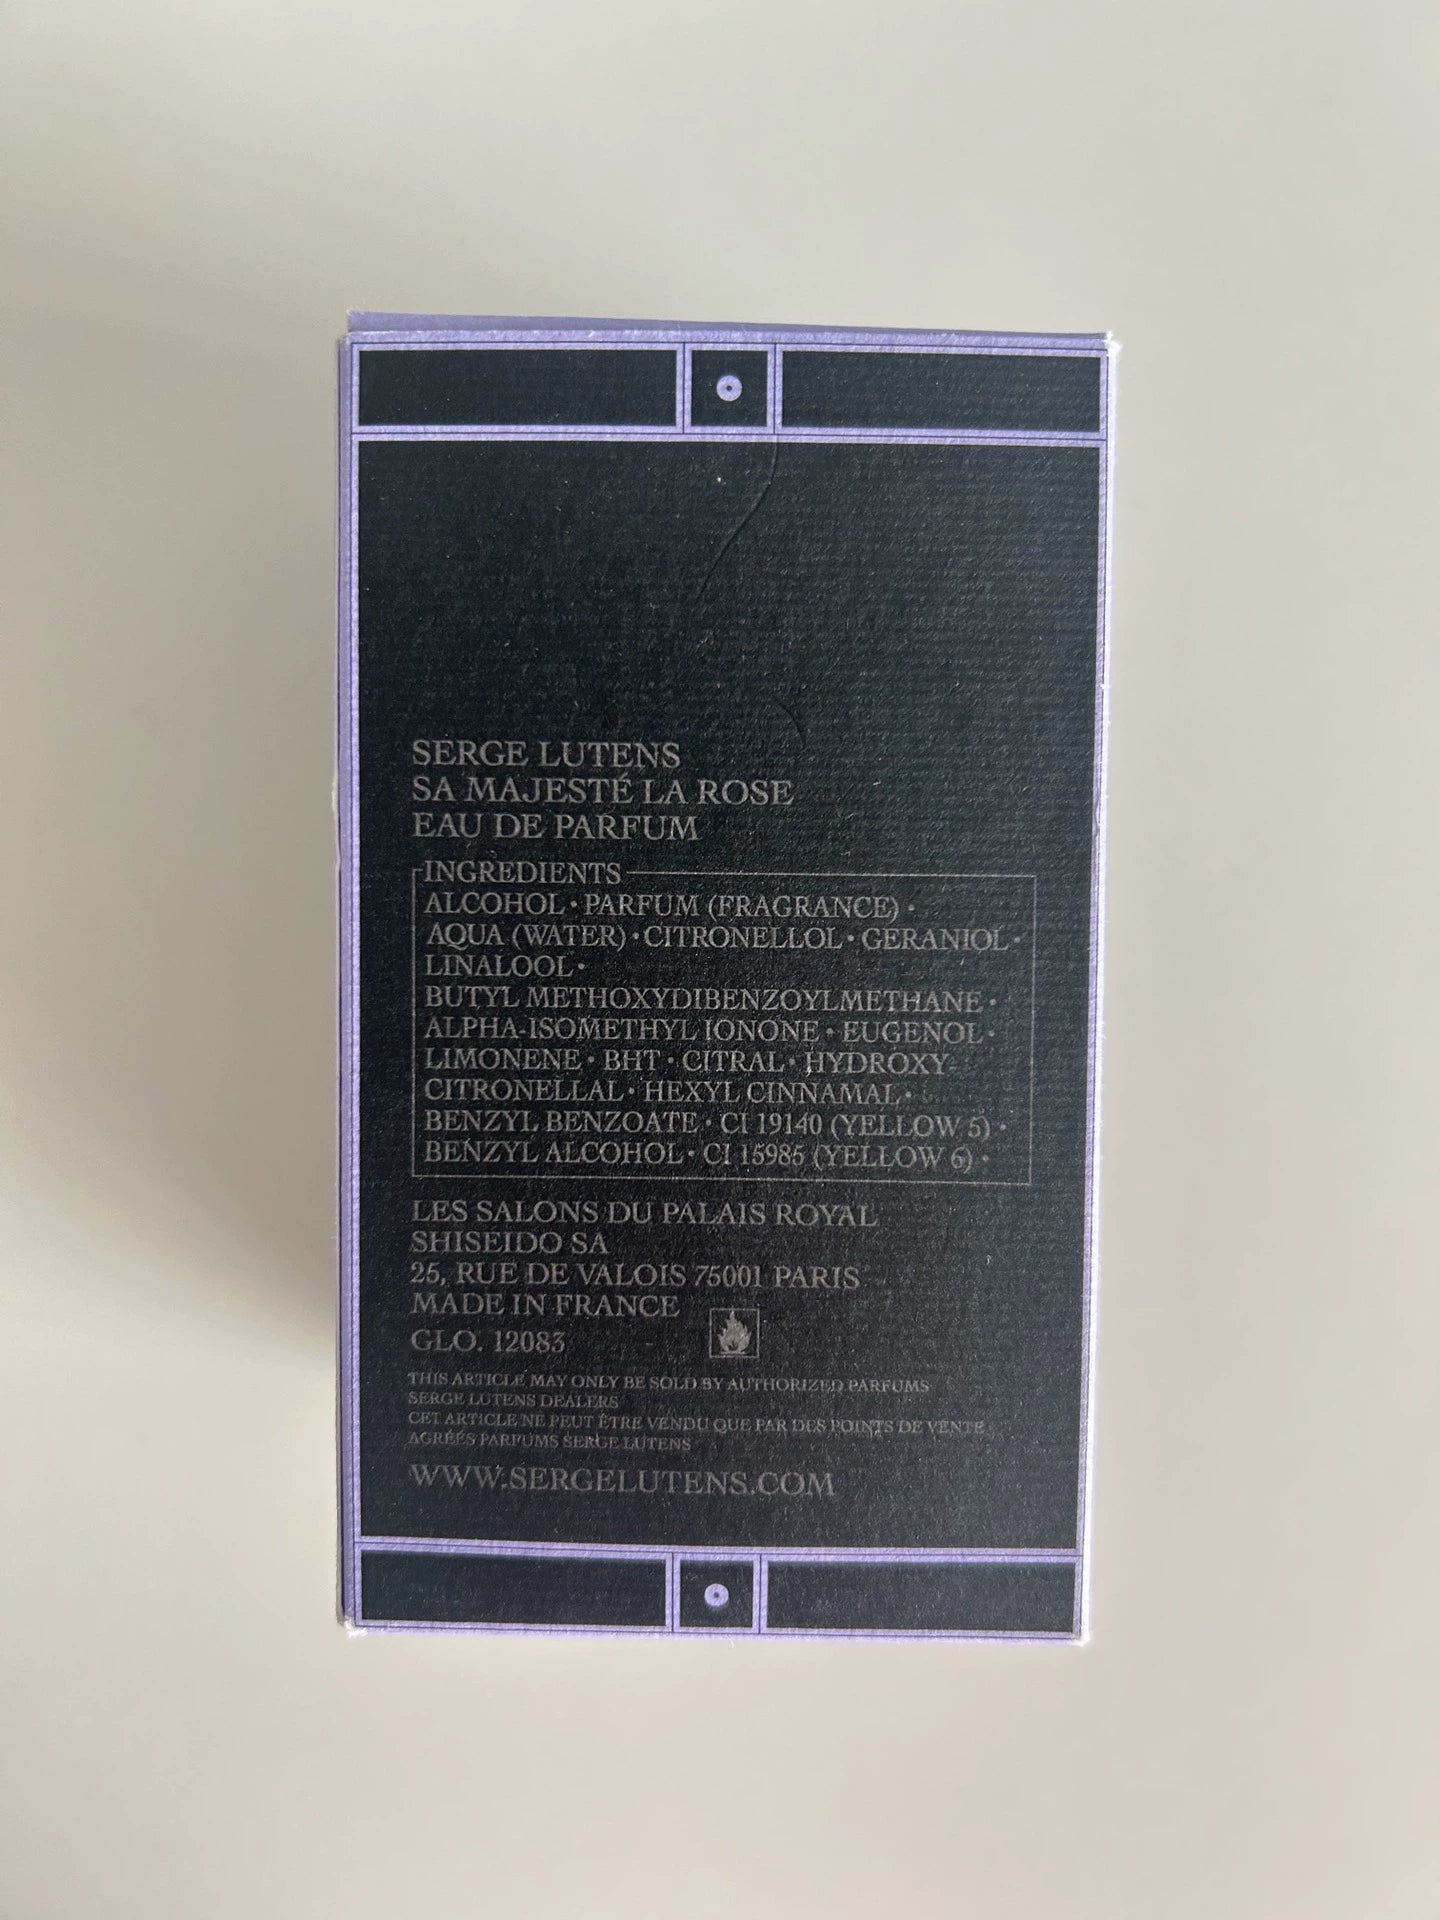 SERGE LUTENS
SA MAJESTÉ LA ROSE
EAU DE PARFUM
INGREDIENTS
ALCOHOL • PARFUM (FRAGRANCE) •
AQUA (WATER) • CITRONELLOL • GERANIOL •
LINALOOL •
BUTYL METHOXYDIBENZOYLMETHANE •
ALPHA-ISOMETHYL IONONE • EUGENOL •
LIMONENE • BHT • CITRAL • HYDROXY-
CITRONELLAL • HEXYL CINNAMAL •
BENZYL BENZOATE • CI 19140 (YELLOW 5) •
BENZYL ALCOHOL • CI 15985 (YELLOW 6) •
LES SALONS DU PALAIS ROYAL
SHISEIDO SA
25, RUE DE VALOIS 75001 PARIS
MADE IN FRANCE
GLO. 12083
THIS ARTICLE MAY ONLY BE SOLD BY AUTHORIZED PARFUMS
SERGE LUTENS DEALERS
CET ARTICLE NE PEUT ÊTRE VENDU QUE PAR DES POINTS DE VENTE
AGRÉÉS PARFUMS SERGE LUTENS
WWW.SERGELUTENS.COM